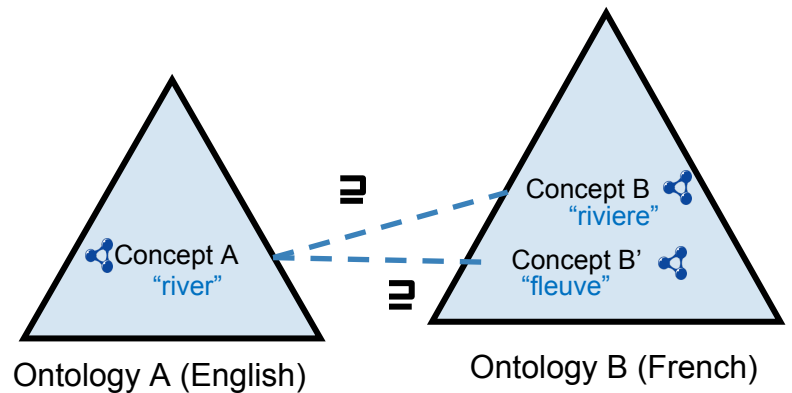 ⊒
Concept B
“riviere”
Concept A
“river”
Concept B’
“fleuve”
⊒
Ontology A (English)
Ontology B (French)